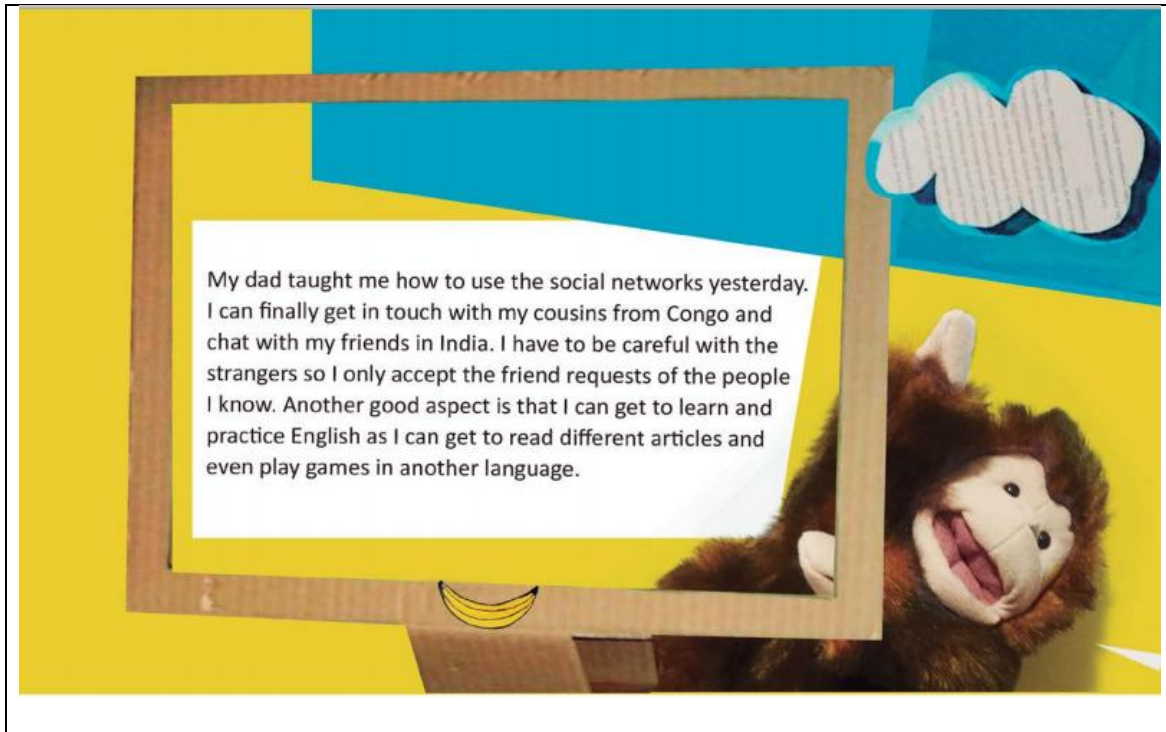 My dad taught me how to use the social networks yesterday.
I can finally get in touch with my cousins from Congo and
chat with my friends in India. I have to be careful with the
strangers so I only accept the friend requests of the people
I know. Another good aspect is that I can get to learn and
practice English as I can get to read different articles and
even play games in another language.